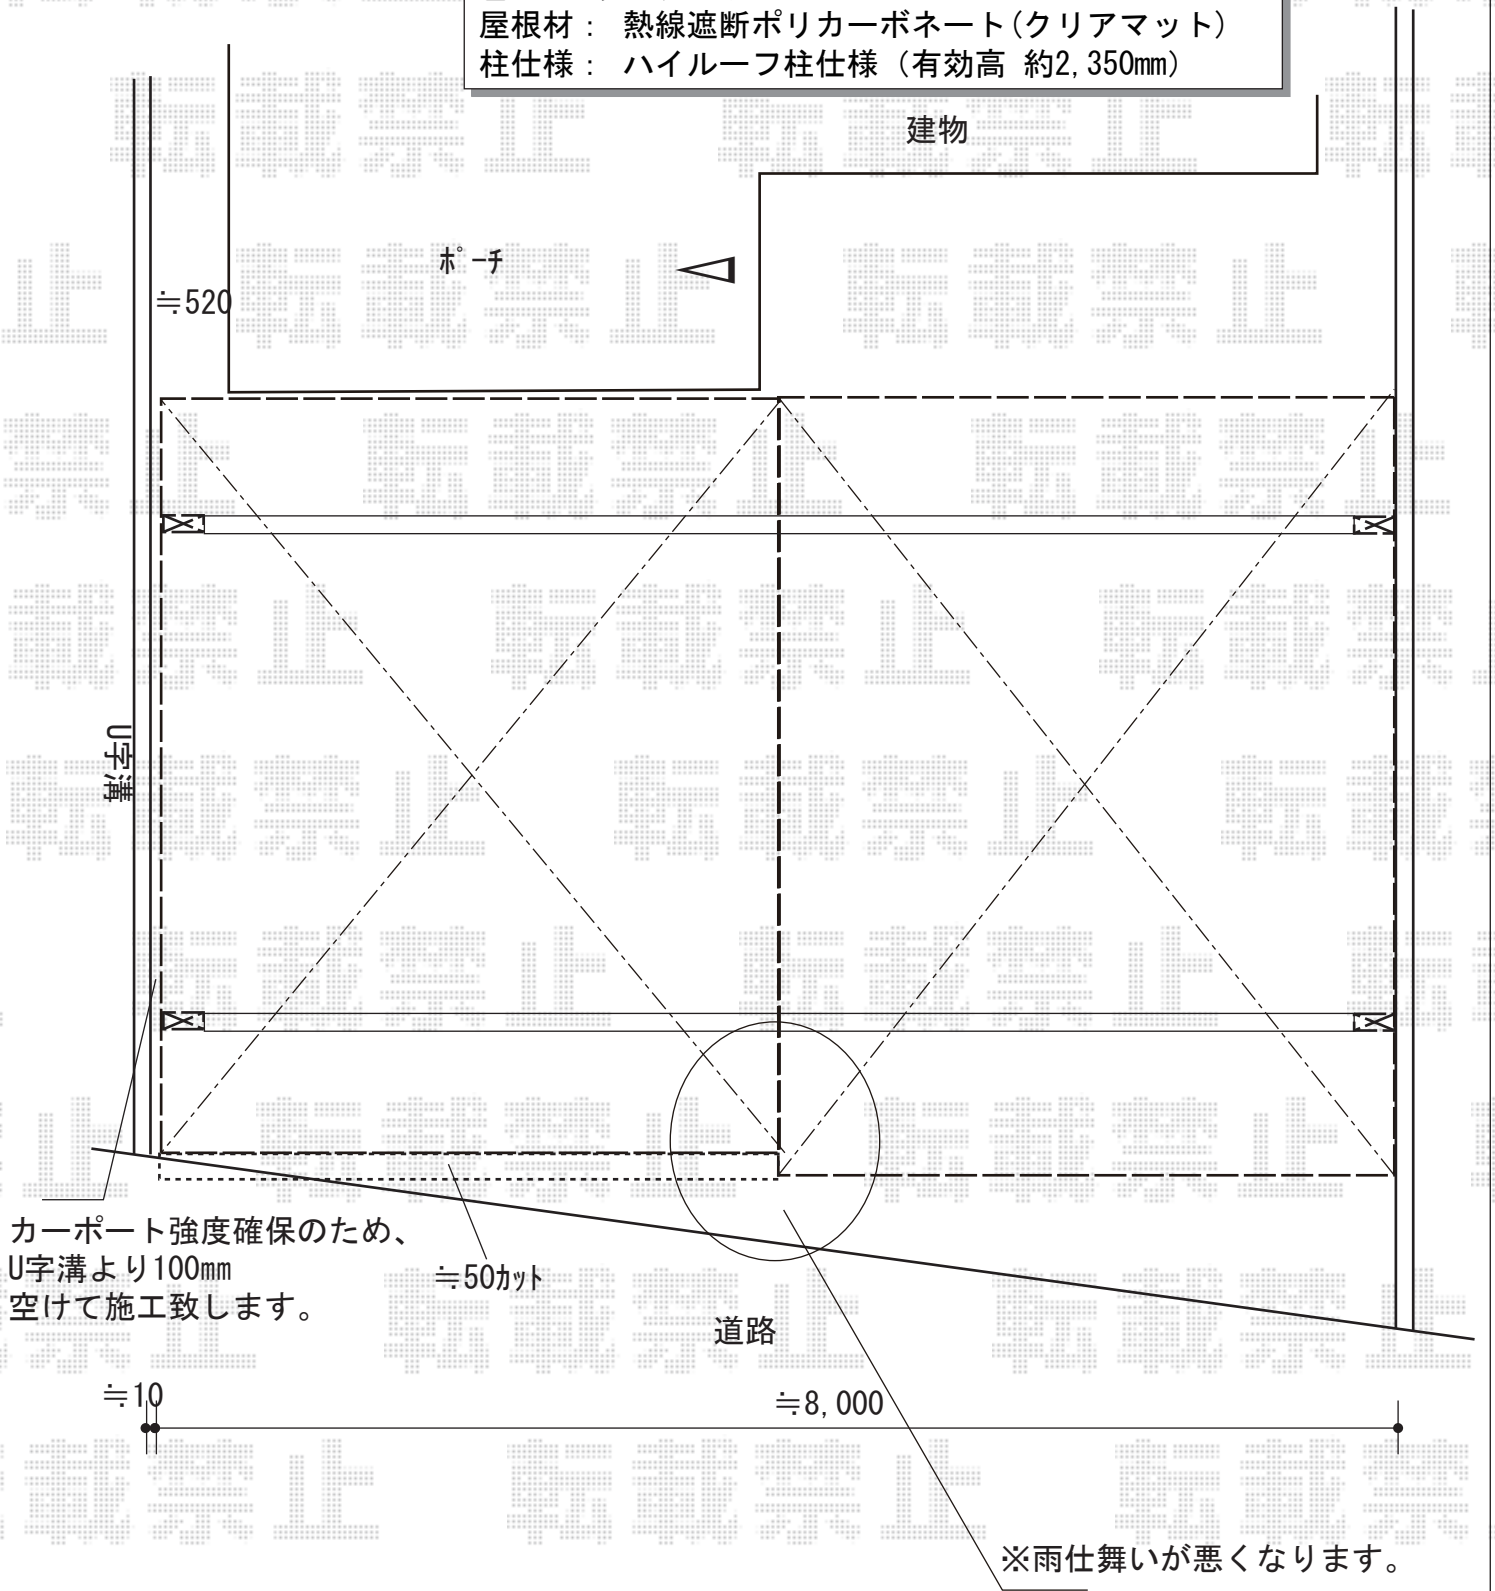 屋根材： 熱線遮断ポリカーボネート(クリアマット)
柱仕様： ハイルーフ柱仕様（有効高 約2,350mm）
建物
ﾎﾟｰﾁ
≒520
U字溝
カーポート強度確保のため、
U字溝より100mm
空けて施工致します。
≒50ｶｯﾄ
道路
≒10
≒8,000
※雨仕舞いが悪くなります。
転載禁止